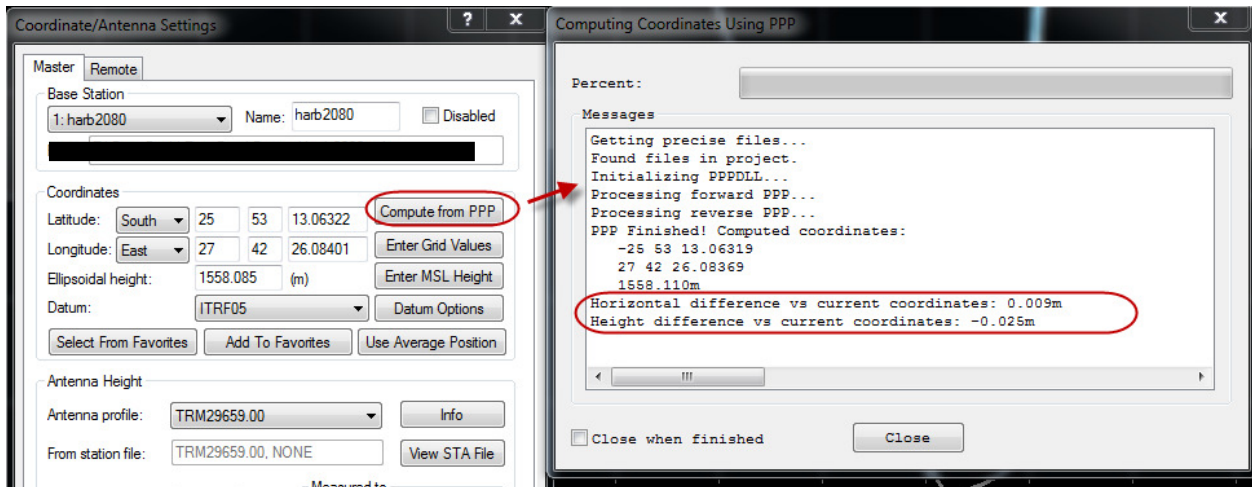 Coordinate/Antenna Settings
? X
Master Remote
Base Station
1: harb2080 Name: harb2080 Disabled
Coordinates
Latitude: South 25 53 13.06322 Compute from PPP
Longitude: East 27 42 26.08401 Enter Grid Values
Ellipsoidal height: 1558.085 (m) Enter MSL Height
Datum: ITRF05 Datum Options
Select From Favorites Add To Favorites Use Average Position
Antenna Height
Antenna profile: TRM29659.00 Info
From station file: TRM29659.00, NONE View STA File
Measured to
Computing Coordinates Using PPP
X
Percent:
Messages
Getting precise files...
Found files in project.
Initializing PPPDLL...
Processing forward PPP...
Processing reverse PPP...
PPP Finished! Computed coordinates:
-25 53 13.06319
27 42 26.08369
1558.110m
Horizontal difference vs current coordinates: 0.009m
Height difference vs current coordinates: -0.025m
Close when finished Close